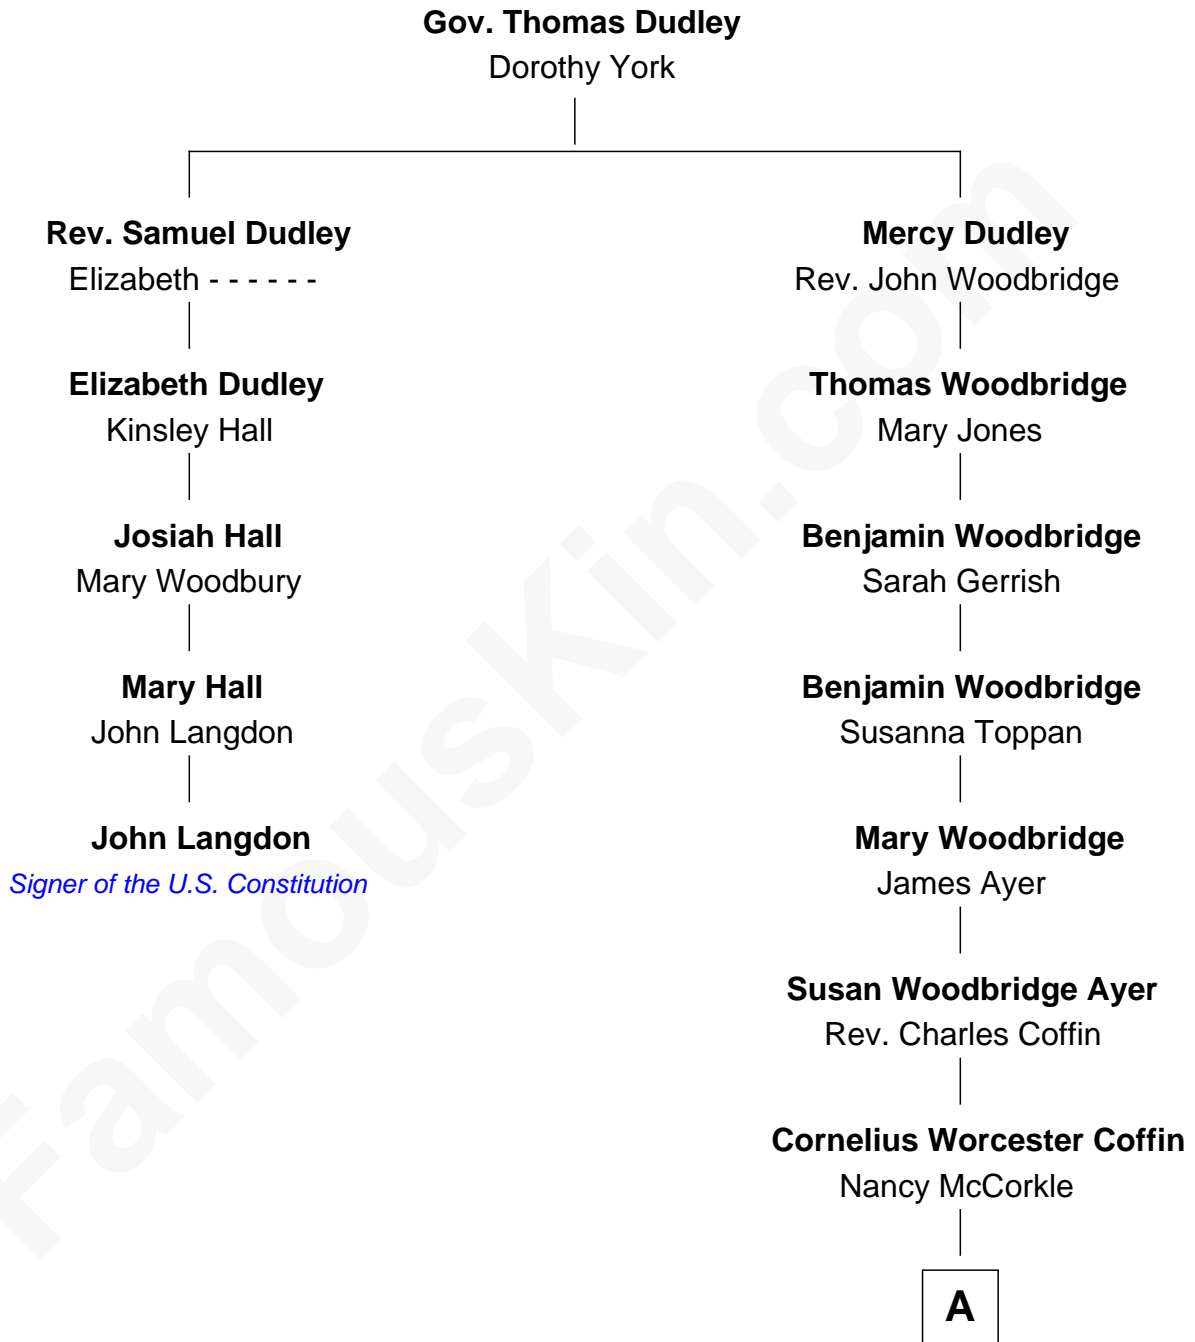 Gov. Thomas Dudley
Dorothy York
Rev. Samuel Dudley
Elizabeth - - - - - -
Elizabeth Dudley
Kinsley Hall
Josiah Hall
Mary Woodbury
Mary Hall
John Langdon
John Langdon
Signer of the U.S. Constitution
Mercy Dudley
Rev. John Woodbridge
Thomas Woodbridge
Mary Jones
Benjamin Woodbridge
Sarah Gerrish
Benjamin Woodbridge
Susanna Toppan
Mary Woodbridge
James Ayer
Susan Woodbridge Ayer
Rev. Charles Coffin
Cornelius Worcester Coffin
Nancy McCorkle
A
FamousKin.com